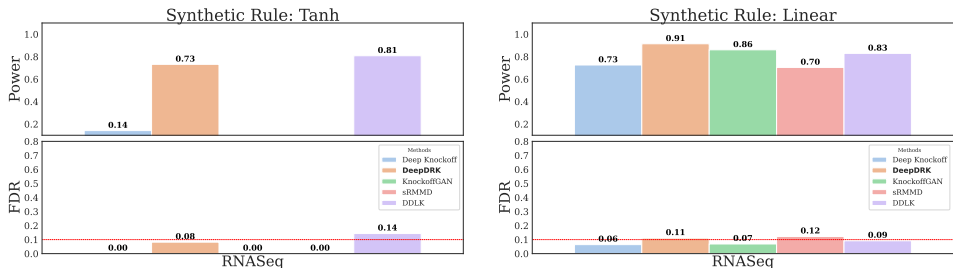 Synthetic Rule: Tanh
Power
1.0
0.8
0.6
0.4
0.2
0.14
0.73
0.81
FDR
0.8
0.7
0.6
0.5
0.4
0.3
0.2
0.1
0.0
0.00
0.08
0.00
0.00
0.14
Methods
Deep Knockoff
DeepDRK
KnockoffGAN
sRMMD
DDLK
RNASeq
Synthetic Rule: Linear
Power
1.0
0.8
0.6
0.4
0.2
0.73
0.91
0.86
0.70
0.83
FDR
0.8
0.7
0.6
0.5
0.4
0.3
0.2
0.1
0.0
0.06
0.11
0.07
0.12
0.09
Methods
Deep Knockoff
DeepDRK
KnockoffGAN
sRMMD
DDLK
RNASeq